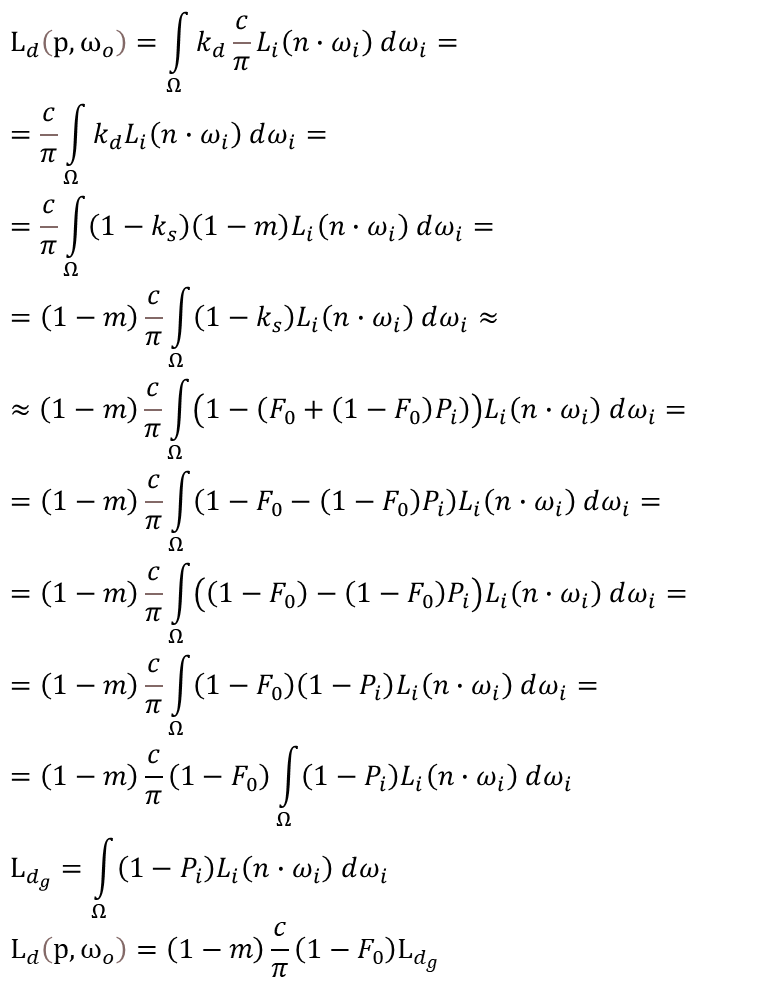 L_d(p, ω_o) = ∫_Ω k_d c/π L_i(n · ω_i) dω_i =
= c/π ∫_Ω k_d L_i(n · ω_i) dω_i =
= c/π ∫_Ω (1 − k_s)(1 − m)L_i(n · ω_i) dω_i =
= (1 − m) c/π ∫_Ω (1 − k_s)L_i(n · ω_i) dω_i ≈
≈ (1 − m) c/π ∫_Ω (1 − (F_0 + (1 − F_0)P_i))L_i(n · ω_i) dω_i =
= (1 − m) c/π ∫_Ω (1 − F_0 − (1 − F_0)P_i)L_i(n · ω_i) dω_i =
= (1 − m) c/π ∫_Ω ((1 − F_0) − (1 − F_0)P_i)L_i(n · ω_i) dω_i =
= (1 − m) c/π ∫_Ω (1 − F_0)(1 − P_i)L_i(n · ω_i) dω_i =
= (1 − m) c/π (1 − F_0) ∫_Ω (1 − P_i)L_i(n · ω_i) dω_i
L_{d_g} = ∫_Ω (1 − P_i)L_i(n · ω_i) dω_i
L_d(p, ω_o) = (1 − m) c/π (1 − F_0)L_{d_g}